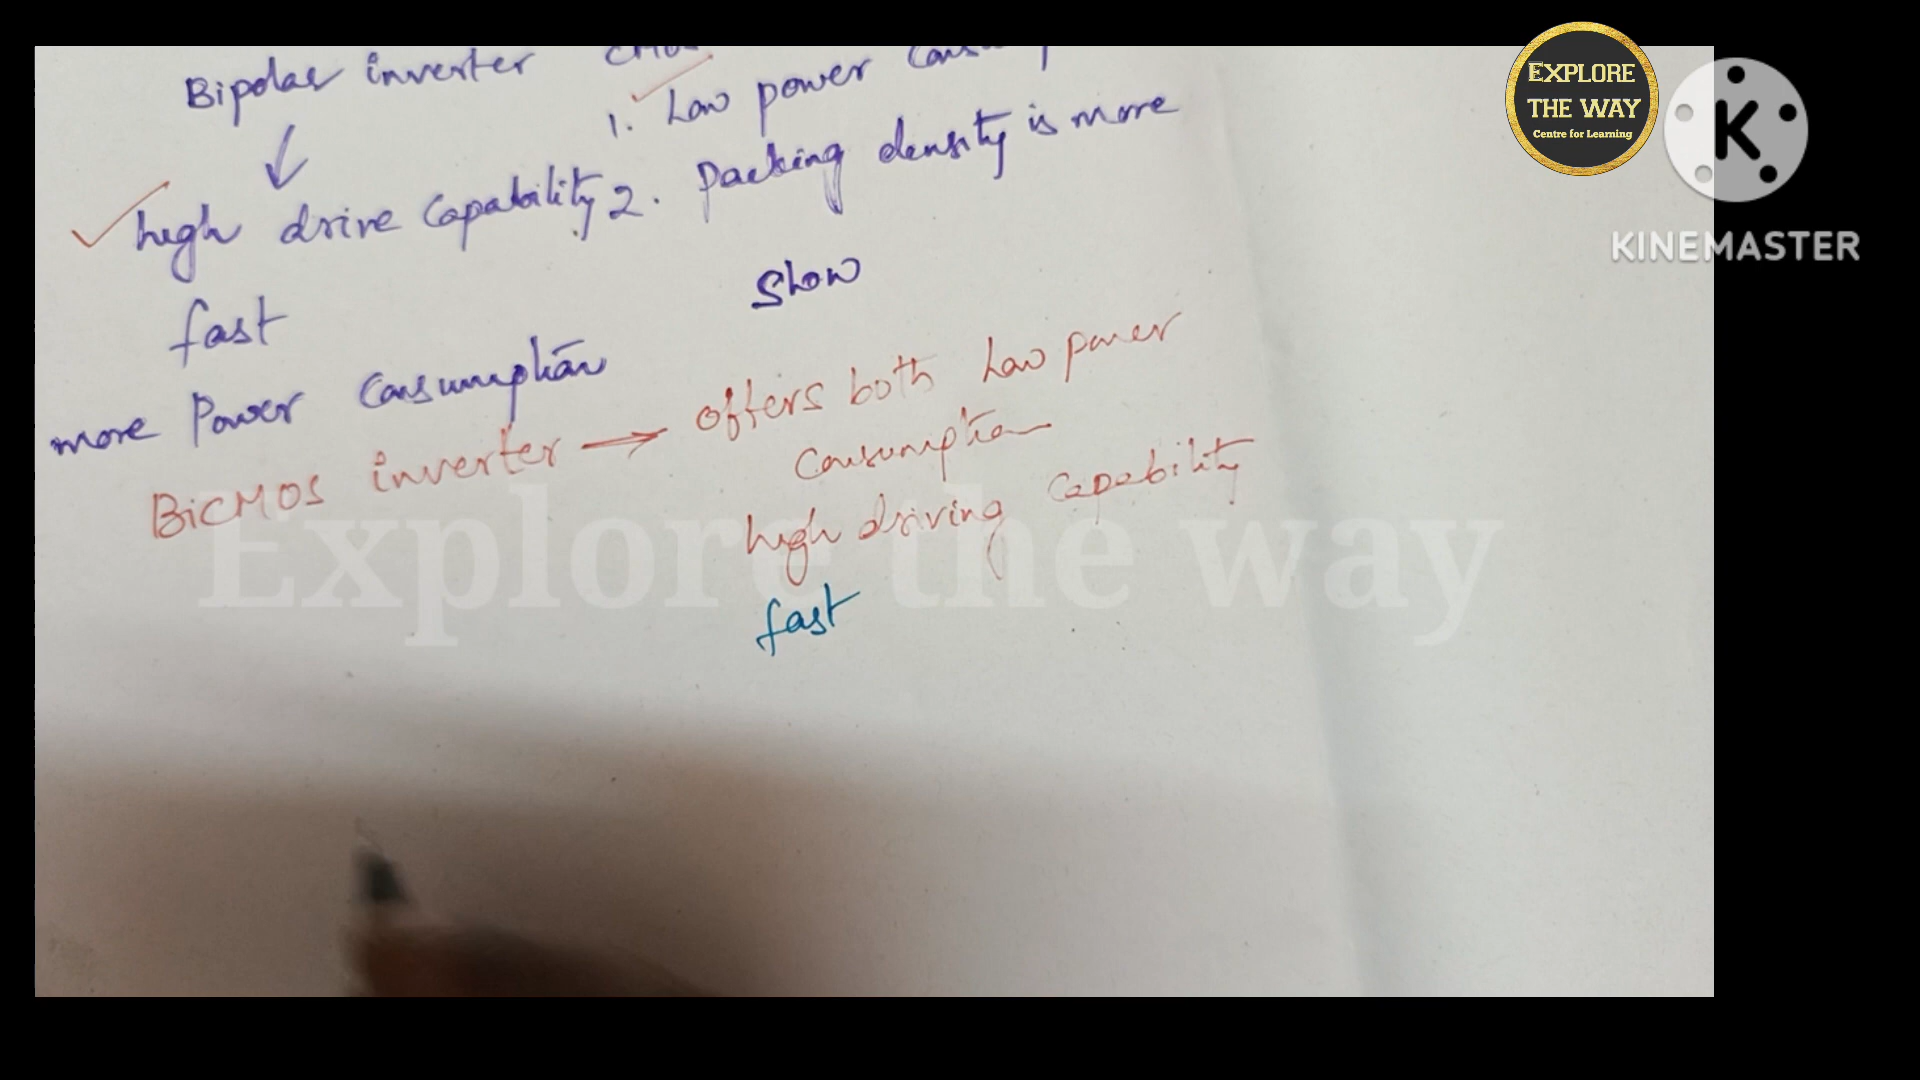 Bipolar inverter CMOS
1. Low power
high drive Capability 2. Packing density is more
fast
Slow
more Power Consumption
BiCMOS inverter → offers both Low power
Consumption
high driving capability
fast
Explore the way
EXPLORE
THE WAY
Centre for Learning
K
KINEMASTER